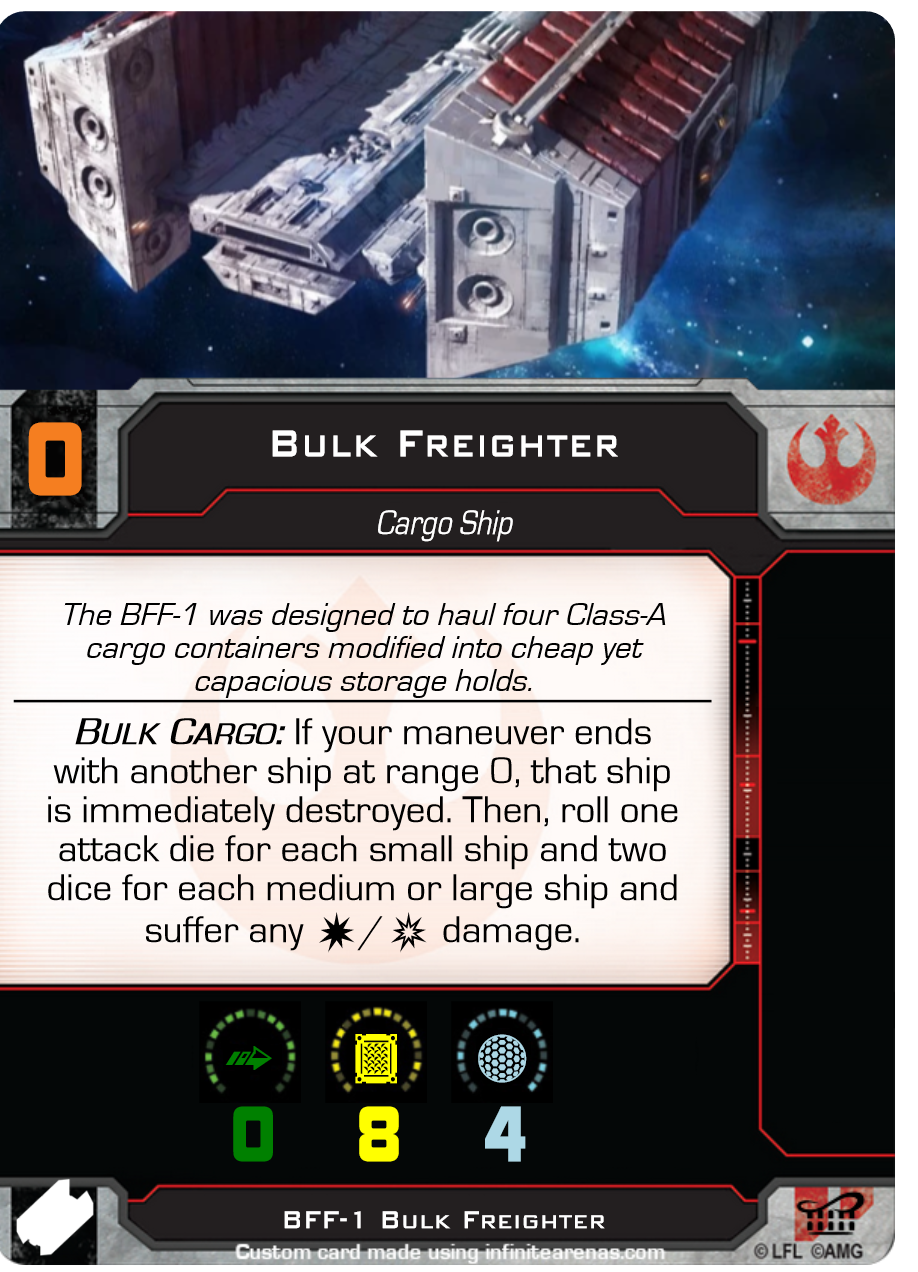 0
Bulk Freighter
Cargo Ship
The BFF-1 was designed to haul four Class-A
cargo containers modified into cheap yet
capacious storage holds.
Bulk Cargo: If your maneuver ends
with another ship at range 0, that ship
is immediately destroyed. Then, roll one
attack die for each small ship and two
dice for each medium or large ship and
suffer any / damage.
0 8 4
BFF-1 Bulk Freighter
Custom card made using infinitearenas.com
© LFL ©AMG